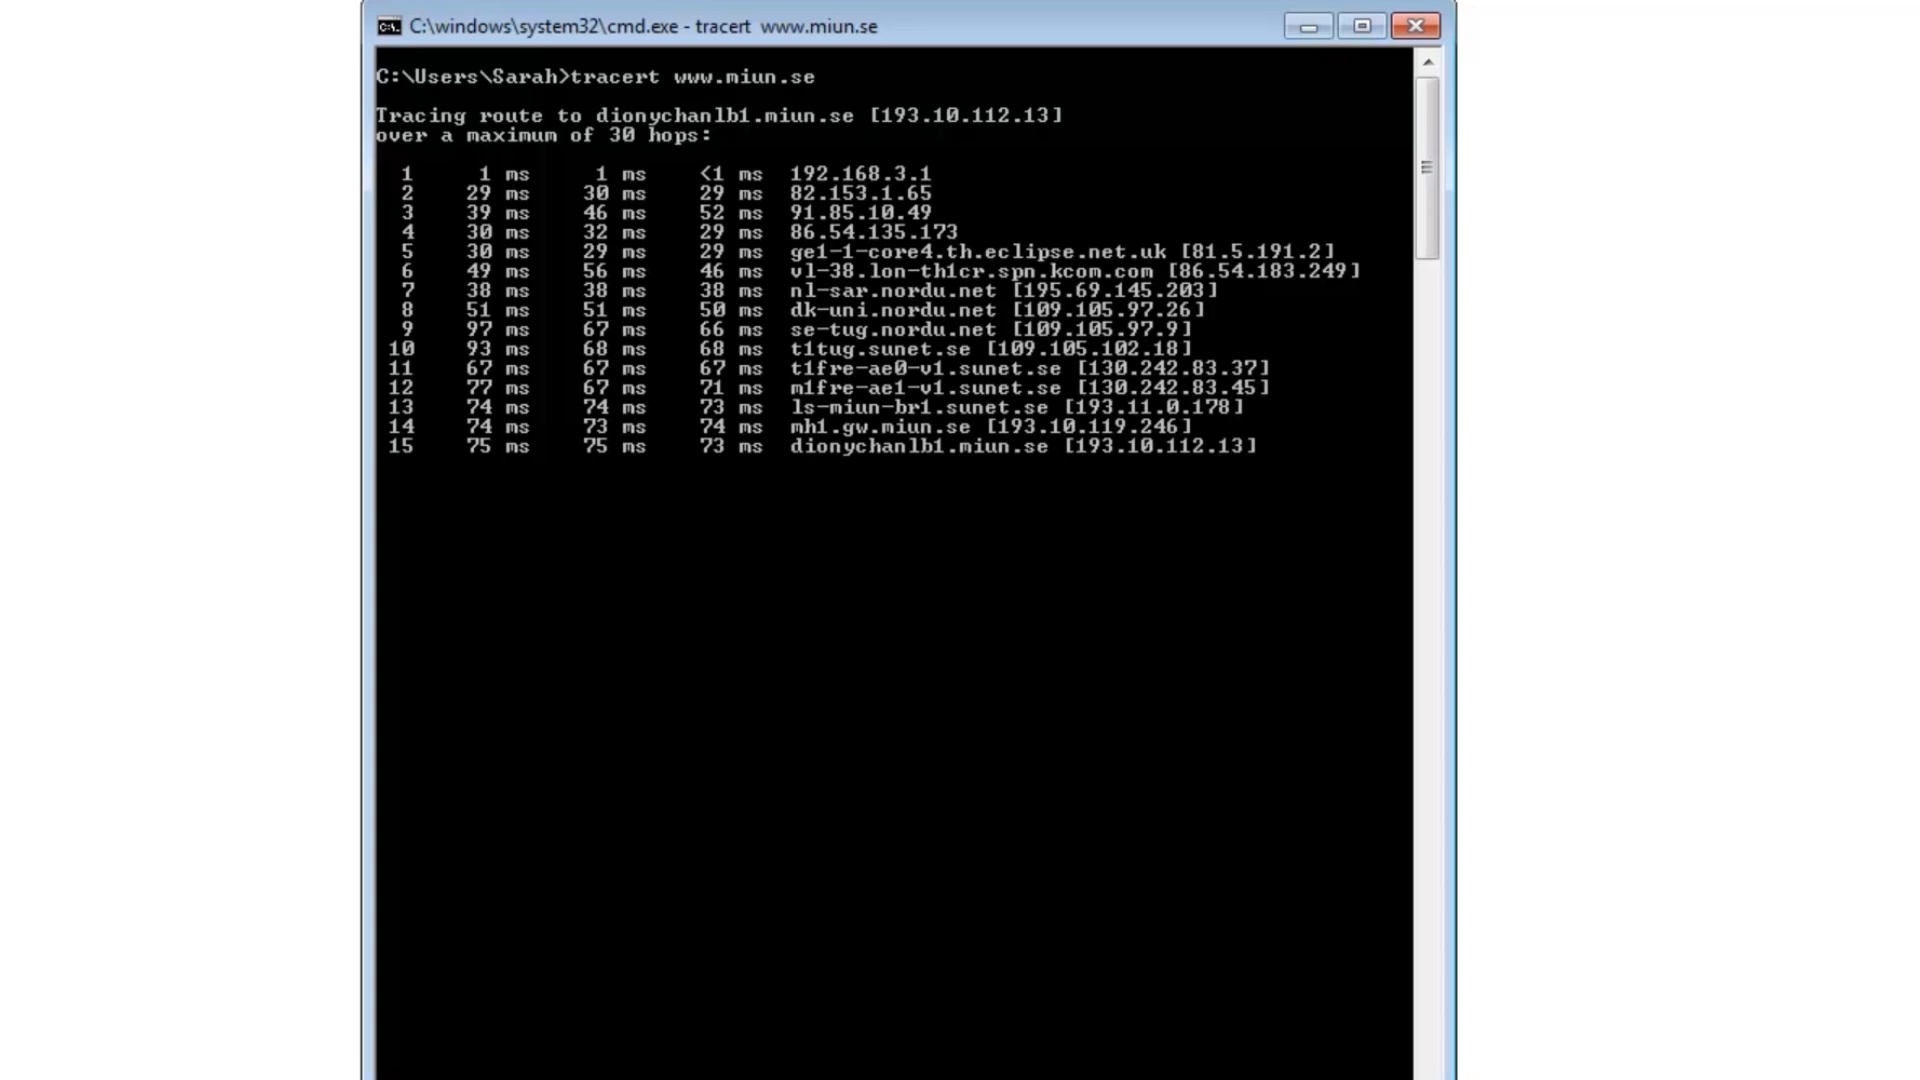 C:\windows\system32\cmd.exe - tracert  www.miun.se
C:\Users\Sarah>tracert www.miun.se
Tracing route to dionychanlb1.miun.se [193.10.112.13]
over a maximum of 30 hops:
1     1 ms     1 ms    <1 ms  192.168.3.1
2    29 ms    30 ms    29 ms  82.153.1.65
3    39 ms    46 ms    52 ms  91.85.10.49
4    30 ms    32 ms    29 ms  86.54.135.173
5    30 ms    29 ms    29 ms  ge1-1-core4.th.eclipse.net.uk [81.5.191.2]
6    49 ms    56 ms    46 ms  vl-38.lon-th1cr.spn.kcom.com [86.54.183.249]
7    38 ms    38 ms    38 ms  nl-sar.nordu.net [195.69.145.203]
8    51 ms    51 ms    50 ms  dk-uni.nordu.net [109.105.97.26]
9    97 ms    67 ms    66 ms  se-tug.nordu.net [109.105.97.9]
10    93 ms    68 ms    68 ms  t1tug.sunet.se [109.105.102.18]
11    67 ms    67 ms    67 ms  t1fre-ae0-v1.sunet.se [130.242.83.37]
12    77 ms    67 ms    71 ms  m1fre-ae1-v1.sunet.se [130.242.83.45]
13    74 ms    74 ms    73 ms  ls-miun-br1.sunet.se [193.11.0.178]
14    74 ms    73 ms    74 ms  mh1.gw.miun.se [193.10.119.246]
15    75 ms    75 ms    73 ms  dionychanlb1.miun.se [193.10.112.13]